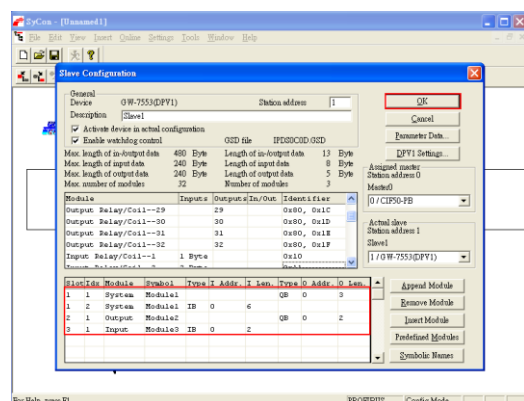 SyCon - [Unnamed1]
File Edit View Insert Online Settings Tools Window Help
Slave Configuration
General
Device GW-7553(DPV1) Station address 1
Description Slave1
Activate device in actual configuration
Enable watchdog control GSD file IPDS0C0D.GSD
Max. length of in-/output data 480 Byte Length of in-/output data 13 Byte
Max. length of input data 240 Byte Length of input data 8 Byte
Max. length of output data 240 Byte Length of output data 5 Byte
Max. number of modules 32 Number of modules 3
OK
Cancel
Parameter Data...
DPV1 Settings...
Assigned master
Station address 0
Master0
0 / CIF50-PB
Actual slave
Station address 1
Slave1
1 / GW-7553(DPV1)
Module Inputs Outputs In/Out Identifier
Output Relay/Coil--29 29 0x80, 0x1C
Output Relay/Coil--30 30 0x80, 0x1D
Output Relay/Coil--31 31 0x80, 0x1E
Output Relay/Coil--32 32 0x80, 0x1F
Input Relay/Coil--1 1 Byte 0x10
Slot Idx Module Symbol Type I Addr. I Len. Type O Addr. O Len.
1 1 System Module1 QB 0 3
1 2 System Module1 IB 0 6
2 1 Output Module2 QB 0 2
3 1 Input Module3 IB 0 2
Append Module
Remove Module
Insert Module
Predefined Modules
Symbolic Names
For Help, press F1 PROFIBUS Config Mode